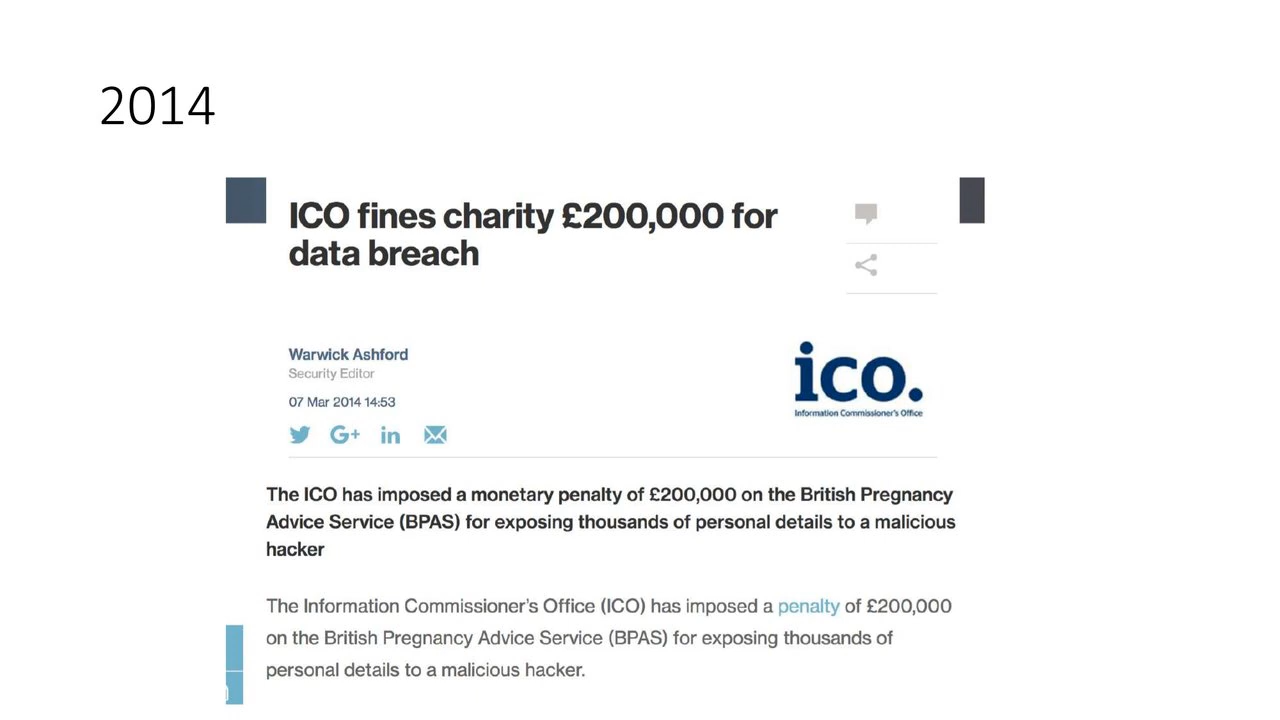 2014
ICO fines charity £200,000 for
data breach
Warwick Ashford
Security Editor
07 Mar 2014 14:53
G+
in
ico.
Information Commissioner's Office
The ICO has imposed a monetary penalty of £200,000 on the British Pregnancy
Advice Service (BPAS) for exposing thousands of personal details to a malicious
hacker
The Information Commissioner's Office (ICO) has imposed a penalty of £200,000
on the British Pregnancy Advice Service (BPAS) for exposing thousands of
personal details to a malicious hacker.